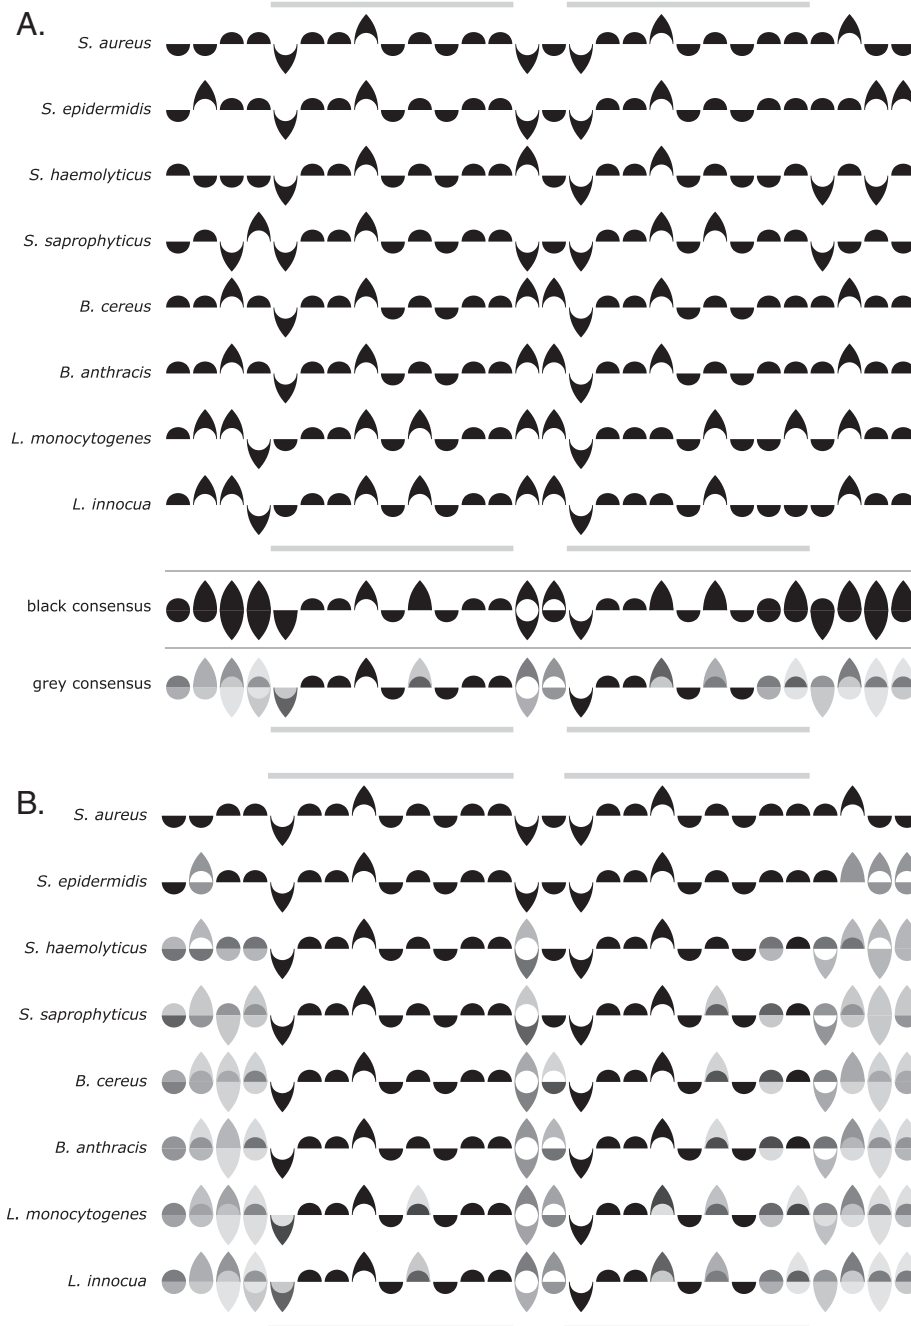 A.
S. aureus
S. epidermidis
S. haemolyticus
S. saprophyticus
B. cereus
B. anthracis
L. monocytogenes
L. innocua
black consensus
grey consensus
B.
S. aureus
S. epidermidis
S. haemolyticus
S. saprophyticus
B. cereus
B. anthracis
L. monocytogenes
L. innocua